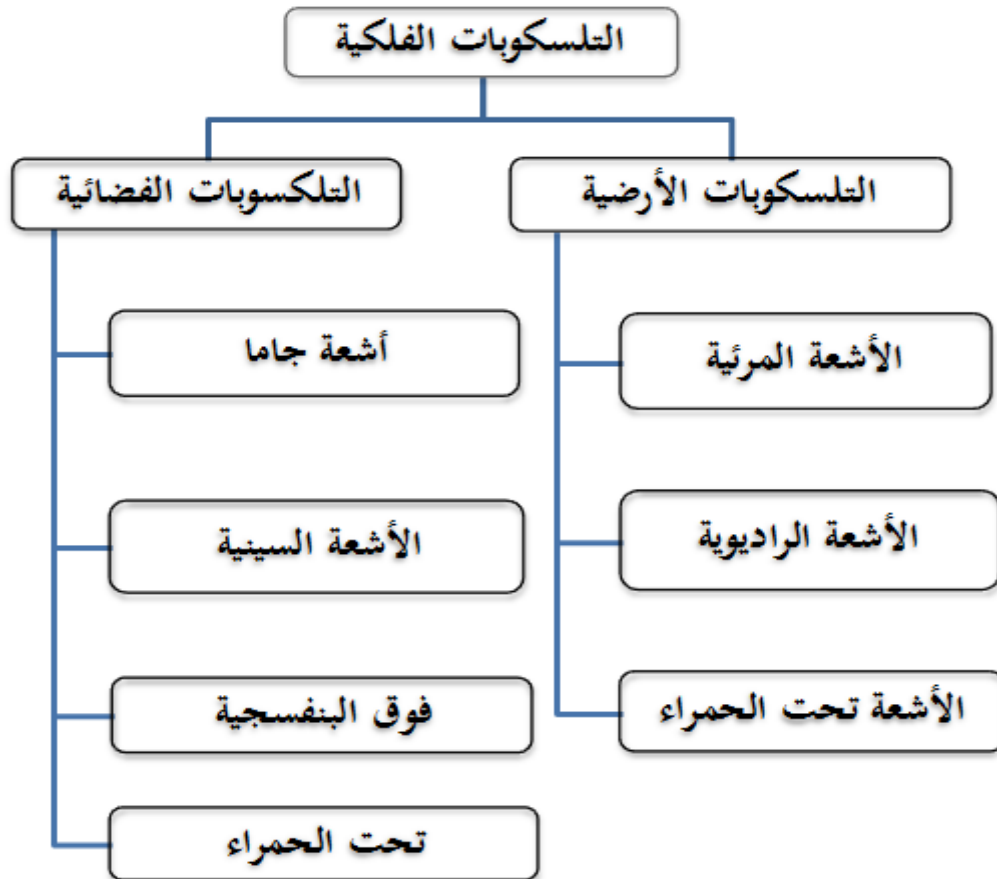 التلسكوبات الفلكية
التلسكوبات الأرضية
الأشعة المرئية
الأشعة الراديوية
الأشعة تحت الحمراء
التلكسوبات الفضائية
أشعة جاما
الأشعة السينية
فوق البنفسجية
تحت الحمراء